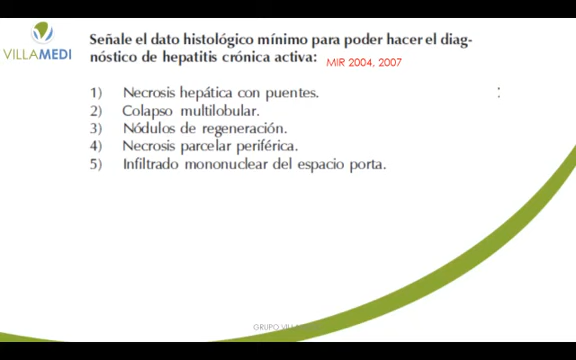 VILLAMEDI
Señale el dato histológico mínimo para poder hacer el diag-
nóstico de hepatitis crónica activa: MIR 2004, 2007
1) Necrosis hepática con puentes.
2) Colapso multilobular.
3) Nódulos de regeneración.
4) Necrosis parcelar periférica.
5) Infiltrado mononuclear del espacio porta.
GRUPO